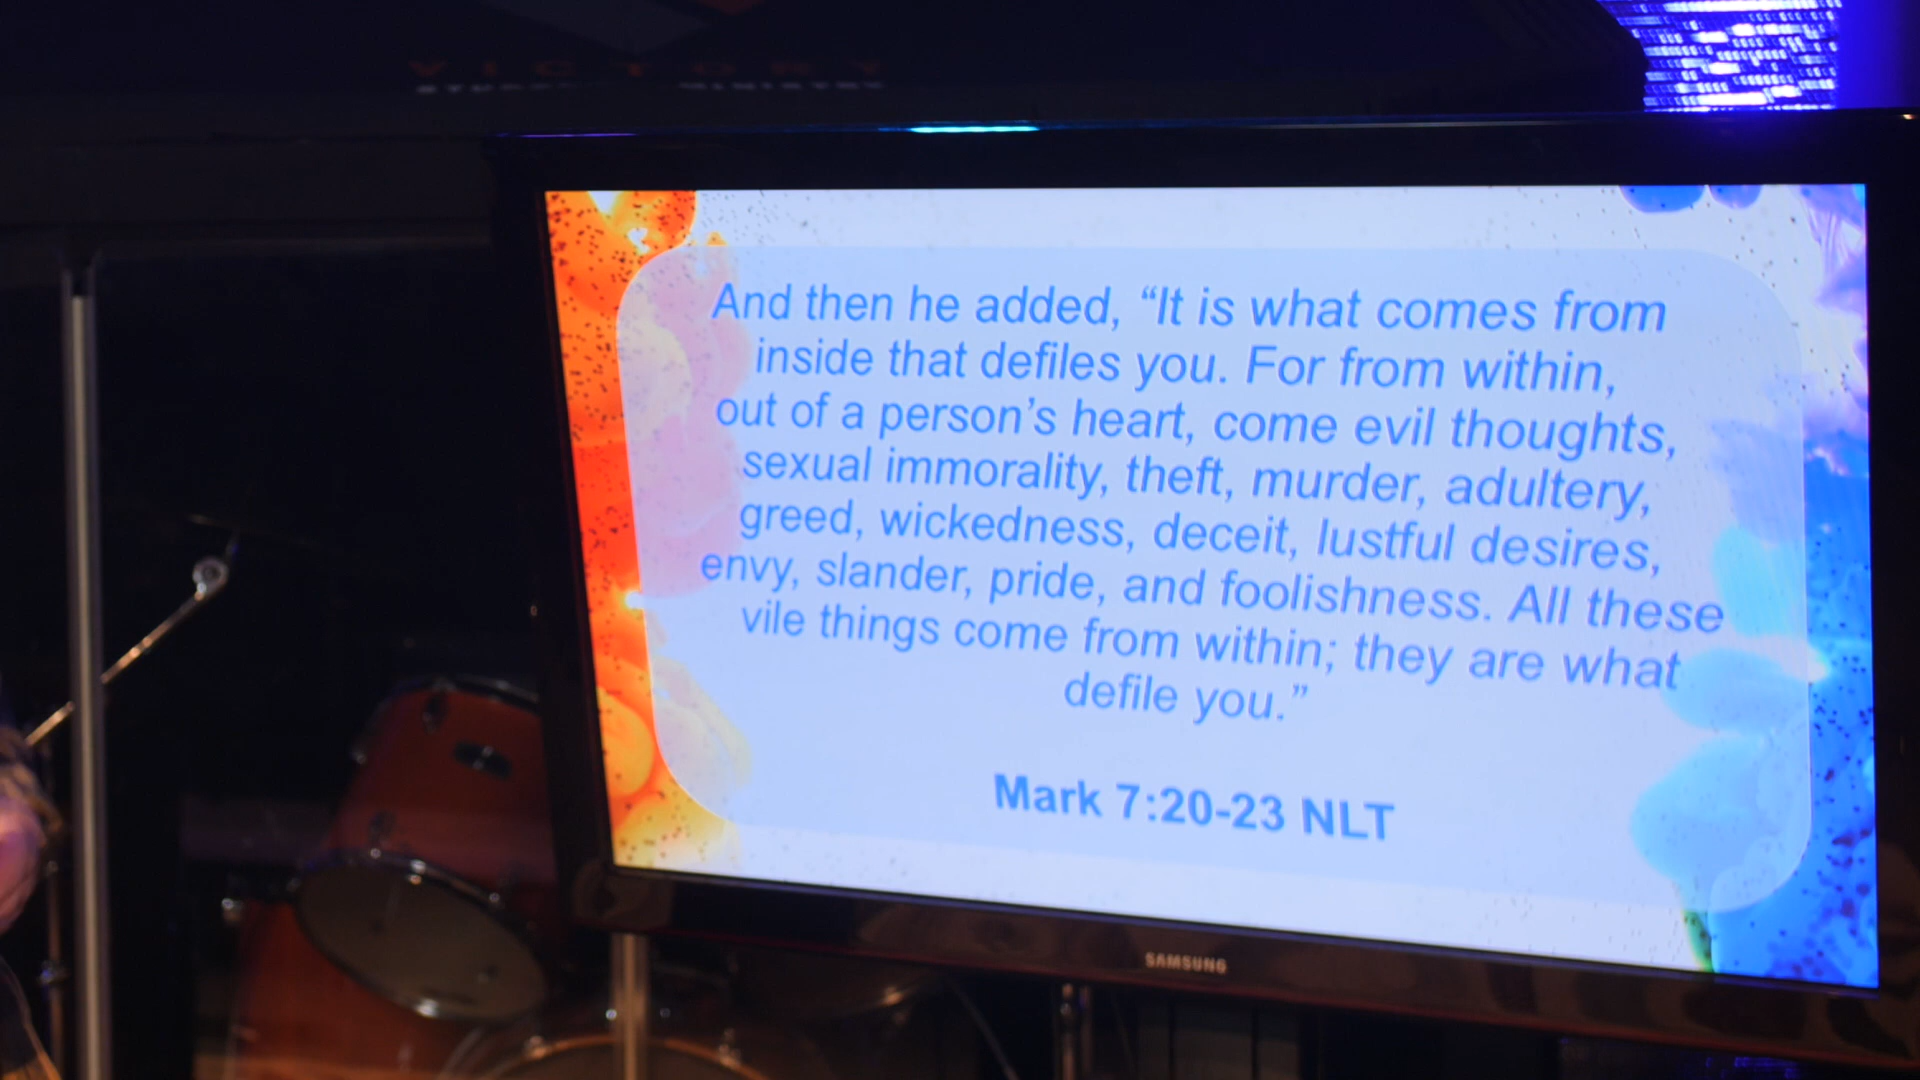 VICTORY
And then he added, “It is what comes from
inside that defiles you. For from within,
out of a person’s heart, come evil thoughts,
sexual immorality, theft, murder, adultery,
greed, wickedness, deceit, lustful desires,
envy, slander, pride, and foolishness. All these
vile things come from within; they are what
defile you.”
Mark 7:20-23 NLT
SAMSUNG